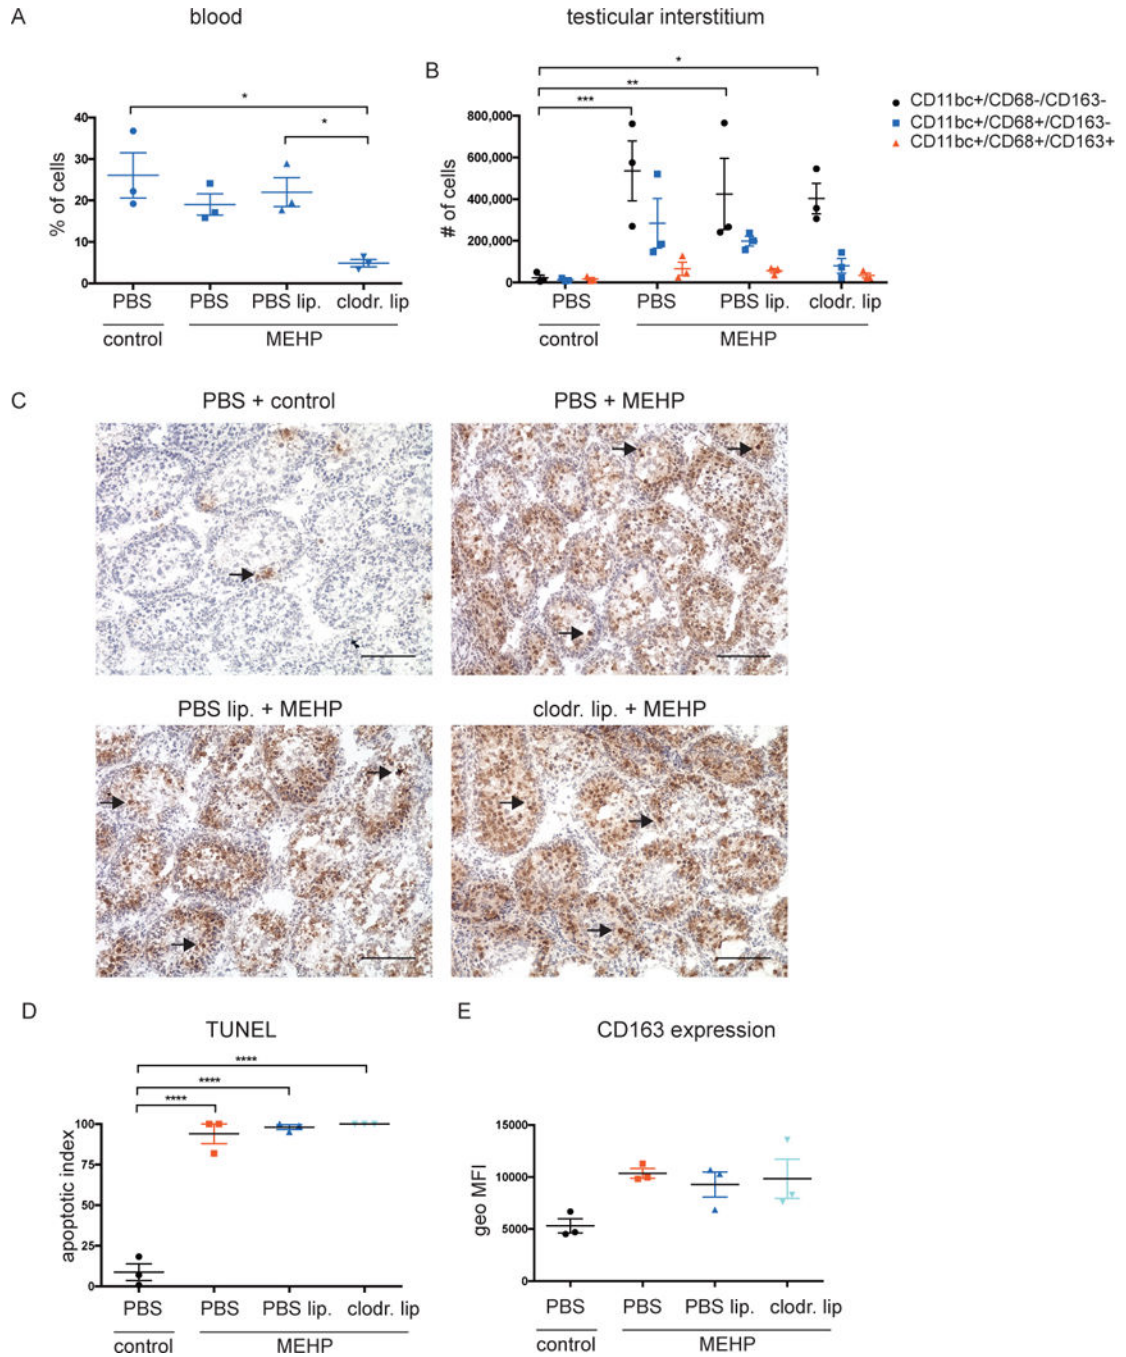 A
blood
% of cells
40
30
20
10
0
*
*
PBS
PBS
PBS lip.
clodr. lip
control
MEHP
testicular interstitium
B
# of cells
800,000
600,000
400,000
200,000
0
*
**
***
CD11bc+/CD68-/CD163-
CD11bc+/CD68+/CD163-
CD11bc+/CD68+/CD163+
PBS
PBS
PBS lip.
clodr. lip
control
MEHP
C
PBS + control
PBS + MEHP
PBS lip. + MEHP
clodr. lip. + MEHP
D
TUNEL
****
****
****
apoptotic index
100
75
50
25
0
PBS
PBS
PBS lip.
clodr. lip
control
MEHP
E
CD163 expression
geo MFI
15000
10000
5000
0
PBS
PBS
PBS lip.
clodr. lip
control
MEHP